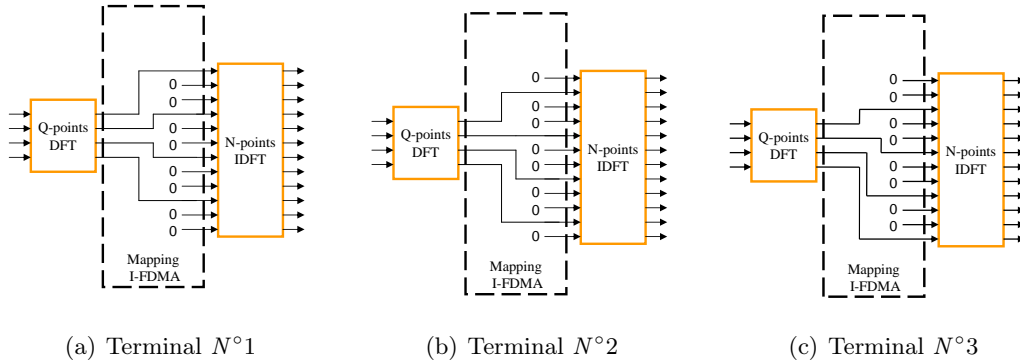 0
0
0
0
0
0
0
0
Q-points
DFT
N-points
IDFT
Mapping
I-FDMA
(a) Terminal N°1
0
0
0
0
0
0
0
0
Q-points
DFT
N-points
IDFT
Mapping
I-FDMA
(b) Terminal N°2
0
0
0
0
0
0
0
0
Q-points
DFT
N-points
IDFT
Mapping
I-FDMA
(c) Terminal N°3